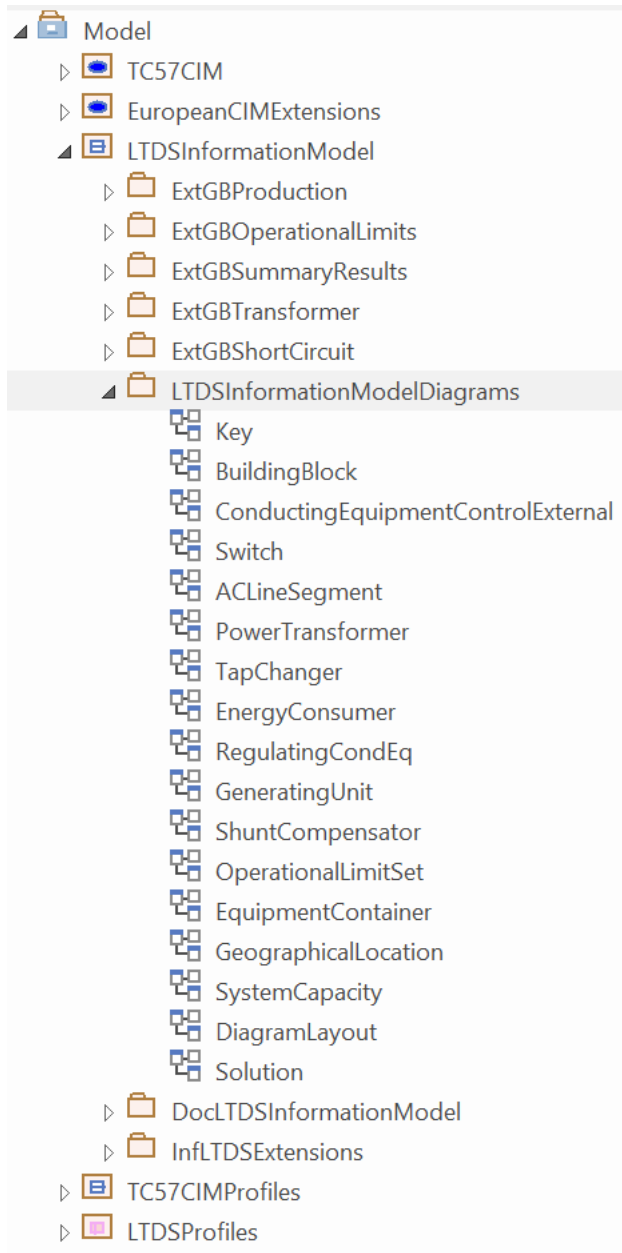 Model
TC57CIM
EuropeanCIMExtensions
LTDSInformationModel
ExtGBProduction
ExtGBOperationalLimits
ExtGBSummaryResults
ExtGBTransformer
ExtGBShortCircuit
LTDSInformationModelDiagrams
Key
BuildingBlock
ConductingEquipmentControlExternal
Switch
ACLineSegment
PowerTransformer
TapChanger
EnergyConsumer
RegulatingCondEq
GeneratingUnit
ShuntCompensator
OperationalLimitSet
EquipmentContainer
GeographicalLocation
SystemCapacity
DiagramLayout
Solution
DocLTDSInformationModel
InfLTDSExtensions
TC57CIMProfiles
LTDSProfiles